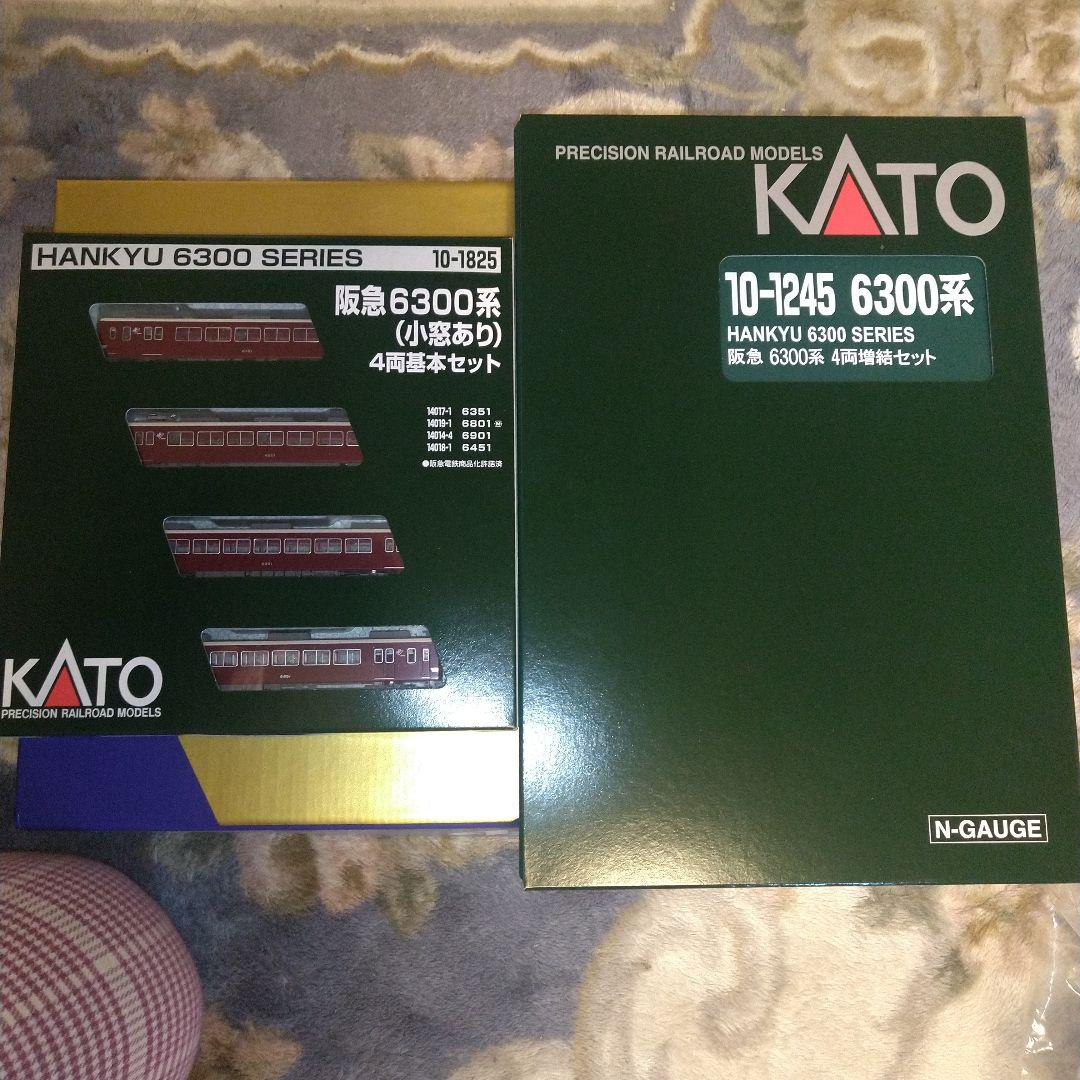 HANKYU 6300 SERIES 10-1825
阪急6300系
(小窓あり)
4両基本セット
14017-1 6351
14019-1 6801 Ⓜ
14014-4 6901
14018-1 6451
●阪急電鉄商品化許諾済
KATO
PRECISION RAILROAD MODELS
PRECISION RAILROAD MODELS
KATO
10-1245 6300系
HANKYU 6300 SERIES
阪急 6300系 4両増結セット
N-GAUGE